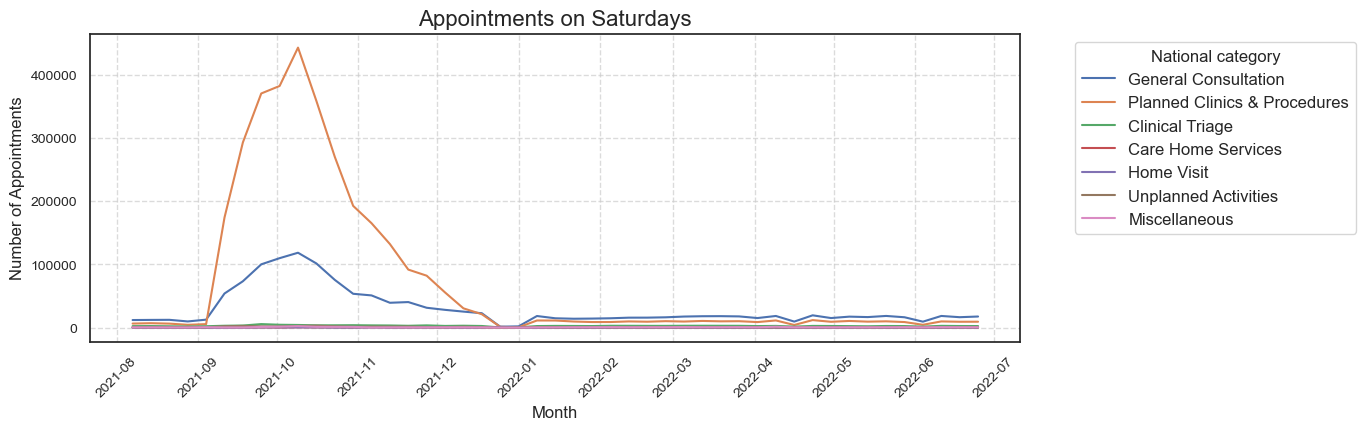 Appointments on Saturdays
Number of Appointments
400000
300000
200000
100000
0
2021-08
2021-09
2021-10
2021-11
2021-12
2022-01
2022-02
2022-03
2022-04
2022-05
2022-06
2022-07
Month
National category
General Consultation
Planned Clinics & Procedures
Clinical Triage
Care Home Services
Home Visit
Unplanned Activities
Miscellaneous